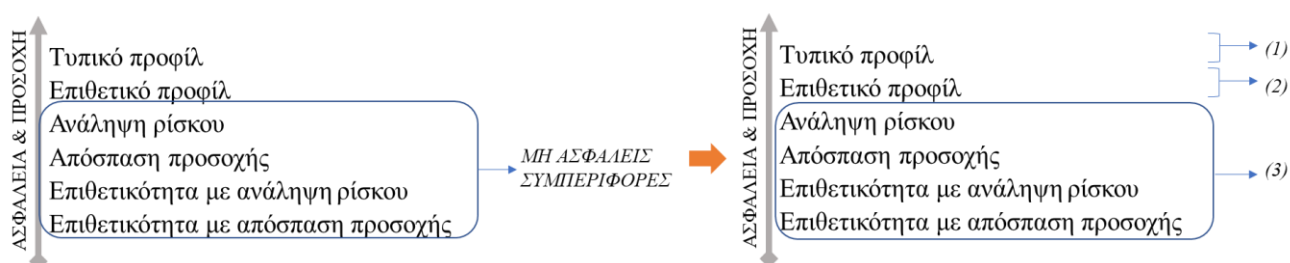 ΑΣΦΑΛΕΙΑ & ΠΡΟΣΟΧΗ
Τυπικό προφίλ
Επιθετικό προφίλ
Ανάληψη ρίσκου
Απόσπαση προσοχής
Επιθετικότητα με ανάληψη ρίσκου
Επιθετικότητα με απόσπαση προσοχής
ΜΗ ΑΣΦΑΛΕΙΣ
ΣΥΜΠΕΡΙΦΟΡΕΣ
ΑΣΦΑΛΕΙΑ & ΠΡΟΣΟΧΗ
Τυπικό προφίλ
Επιθετικό προφίλ
Ανάληψη ρίσκου
Απόσπαση προσοχής
Επιθετικότητα με ανάληψη ρίσκου
Επιθετικότητα με απόσπαση προσοχής
(1)
(2)
(3)